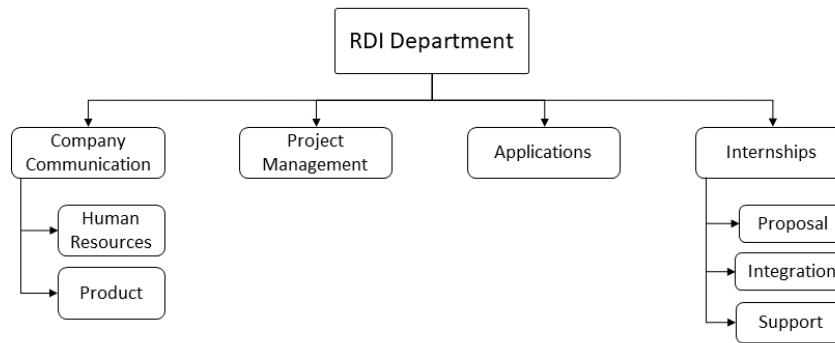 RDI Department
Company
Communication
Project
Management
Applications
Internships
Human
Resources
Product
Proposal
Integration
Support